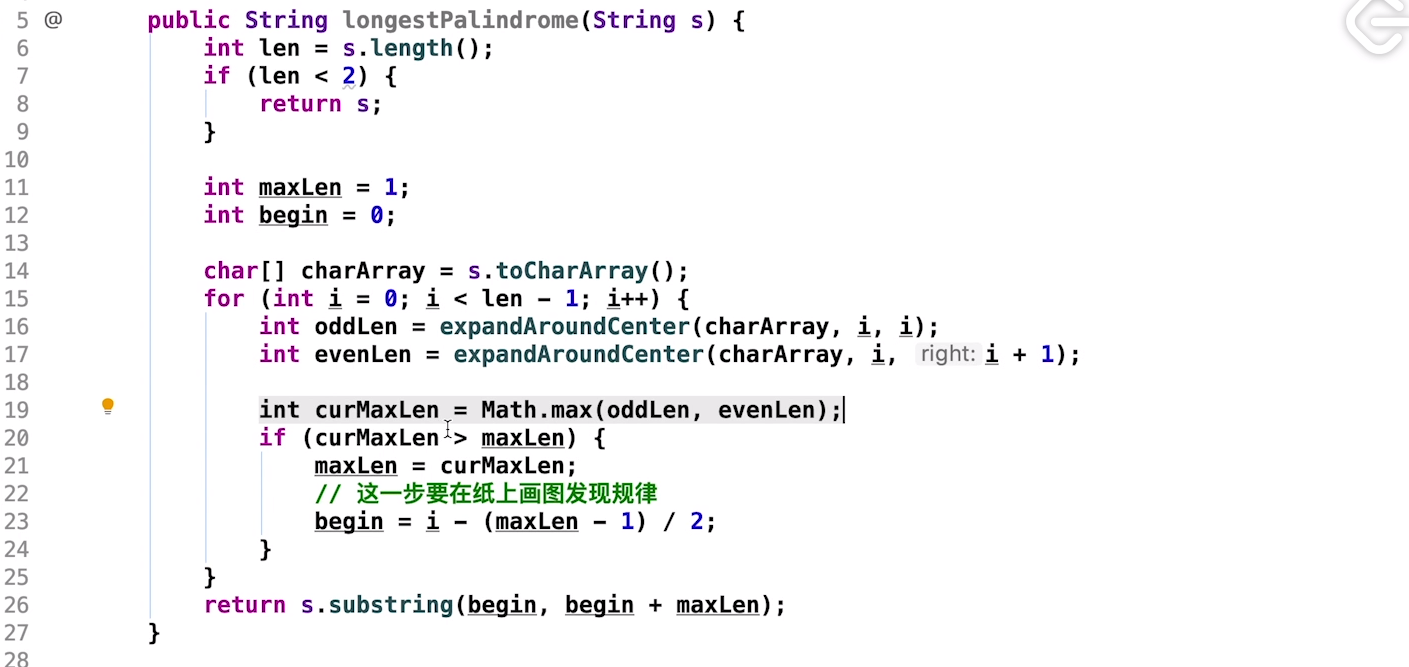 5 @ public String longestPalindrome(String s) {
6 int len = s.length();
7 if (len < 2) {
8 return s;
9 }
10
11 int maxLen = 1;
12 int begin = 0;
13
14 char[] charArray = s.toCharArray();
15 for (int i = 0; i < len - 1; i++) {
16 int oddLen = expandAroundCenter(charArray, i, i);
17 int evenLen = expandAroundCenter(charArray, i, right: i + 1);
18
19 int curMaxLen = Math.max(oddLen, evenLen);
20 if (curMaxLen > maxLen) {
21 maxLen = curMaxLen;
22 // 这一步要在纸上画图发现规律
23 begin = i - (maxLen - 1) / 2;
24 }
25 }
26 return s.substring(begin, begin + maxLen);
27 }
28